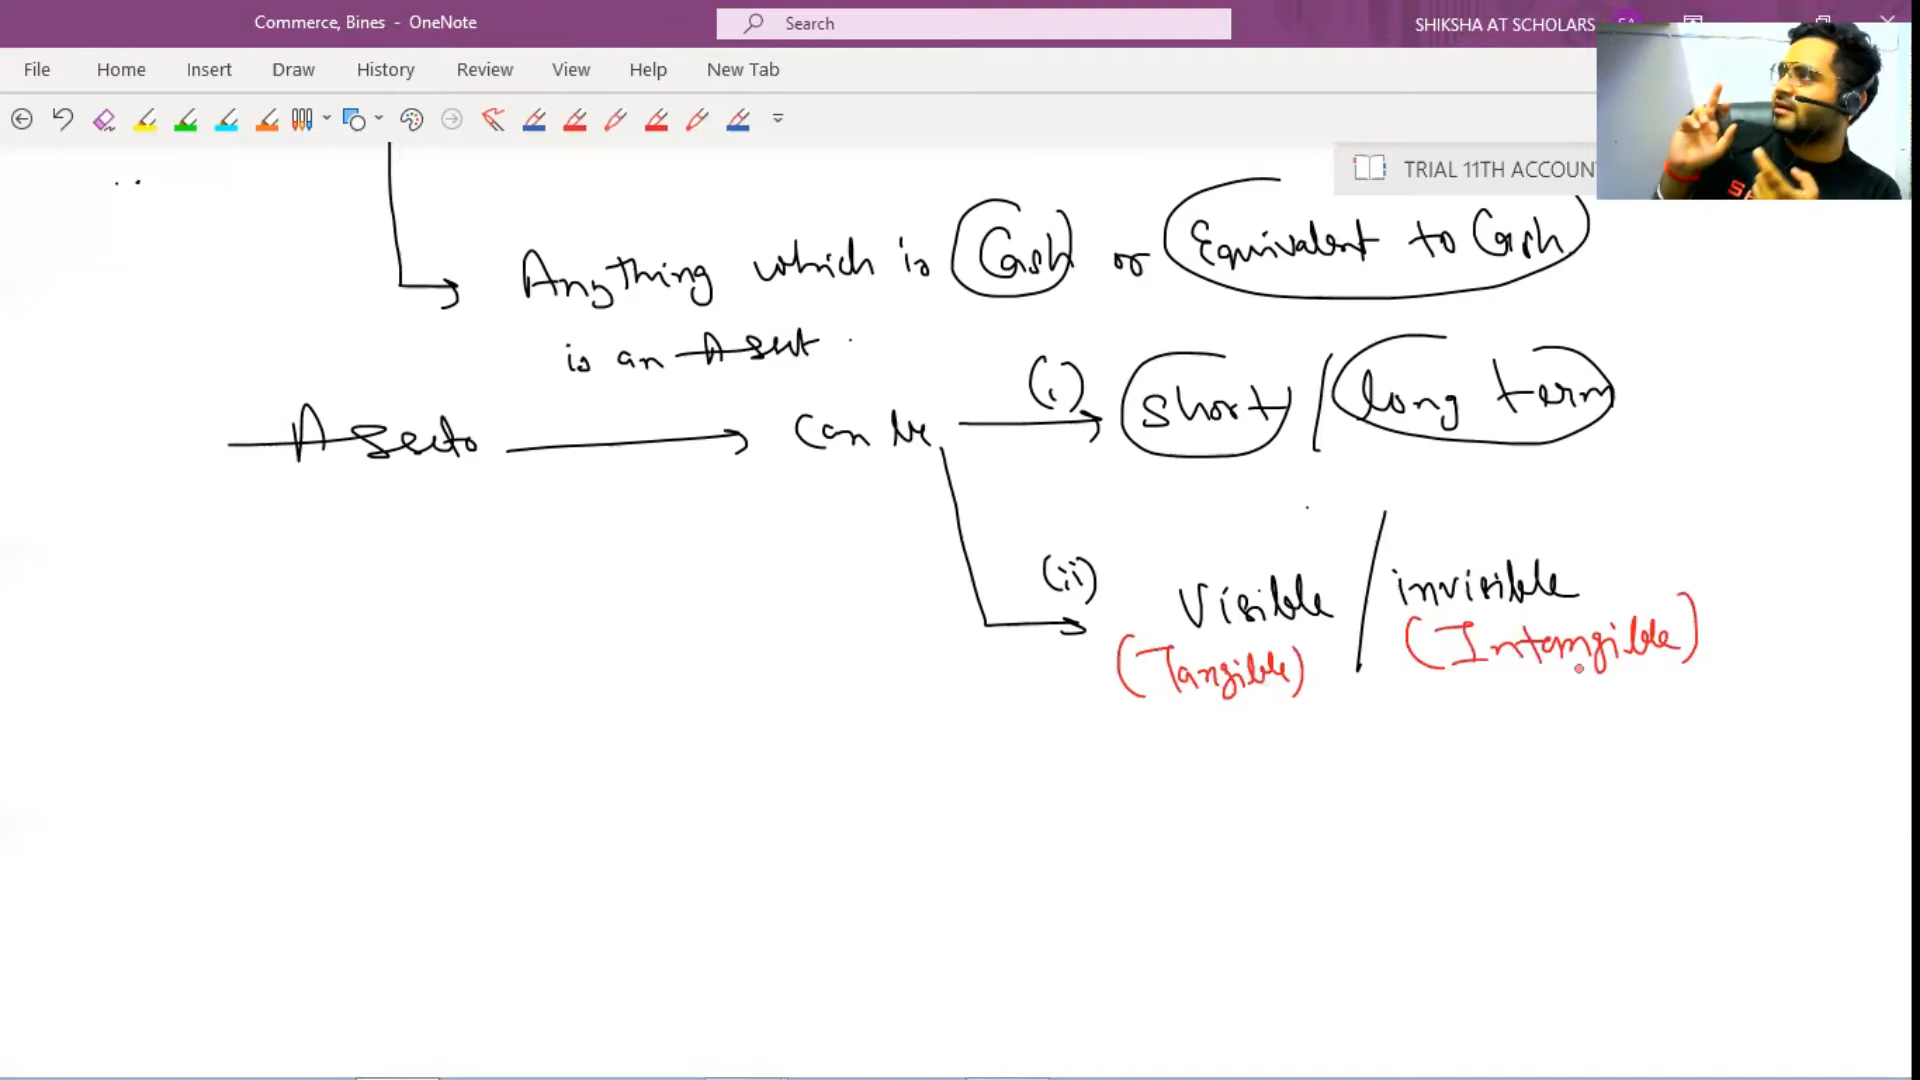 Commerce, Bines - OneNote
Search
SHIKSHA AT SCHOLARS
File Home Insert Draw History Review View Help New Tab
TRIAL 11TH ACCOUN
Anything which is Cash or Equivalent to Cash
is an Asset.
Assets can be (i) short / long term
(ii) Visible / invisible
(Tangible) (Intangible)